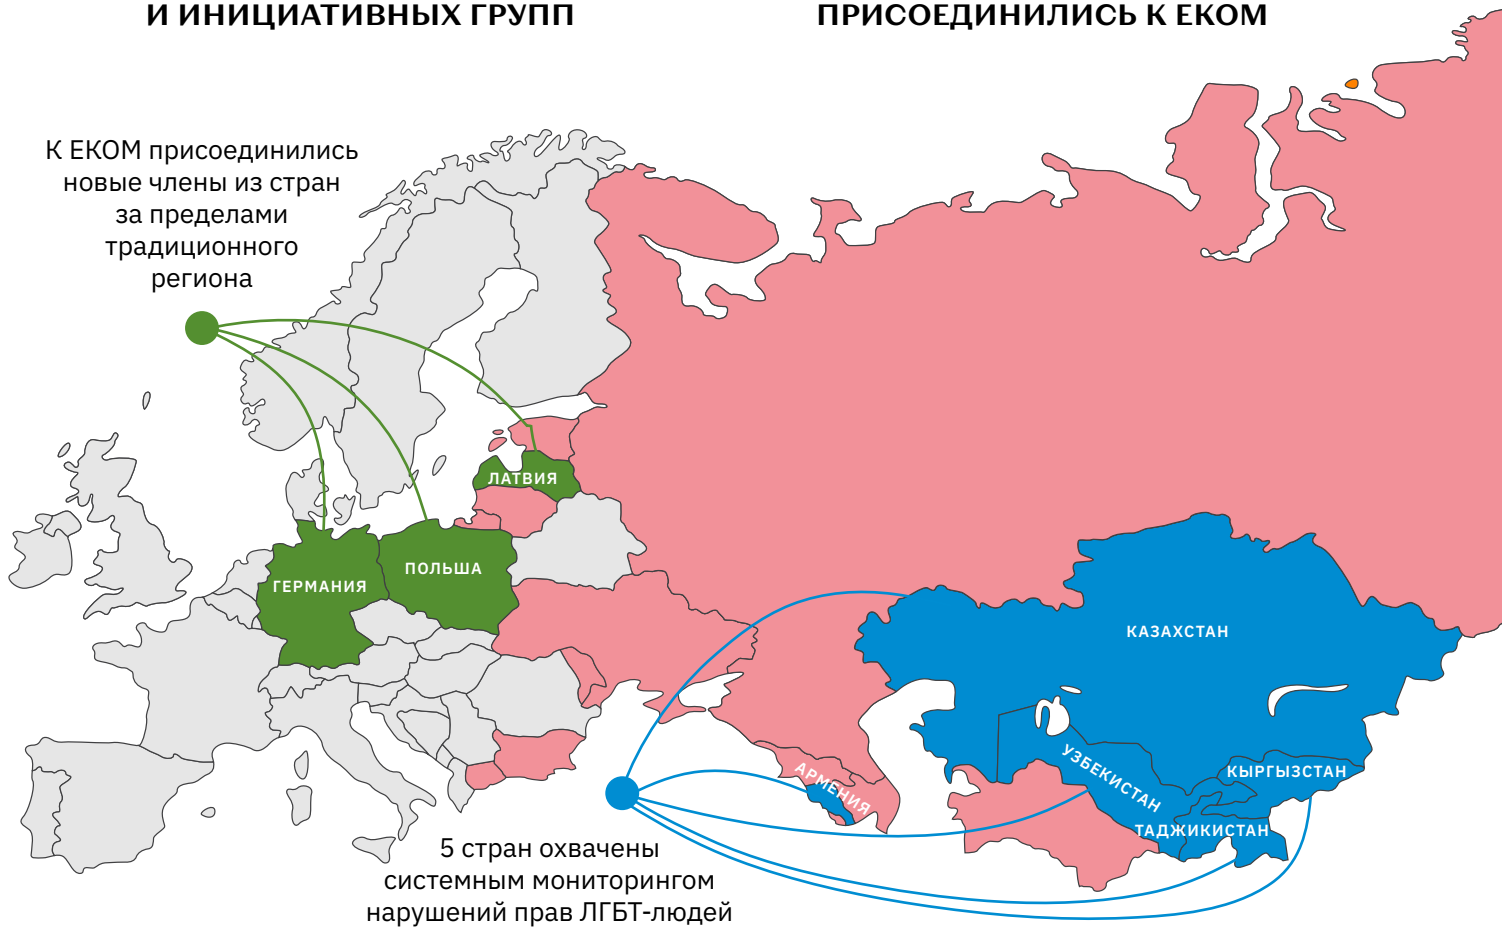 И ИНИЦИАТИВНЫХ ГРУПП
ПРИСОЕДИНИЛИСЬ К ЕКОМ
К ЕКОМ присоединились
новые члены из стран
за пределами
традиционного
региона
ЛАТВИЯ
ПОЛЬША
ГЕРМАНИЯ
КАЗАХСТАН
АРМЕНИЯ
УЗБЕКИСТАН
КЫРГЫЗСТАН
ТАДЖИКИСТАН
5 стран охвачены
системным мониторингом
нарушений прав ЛГБТ-людей